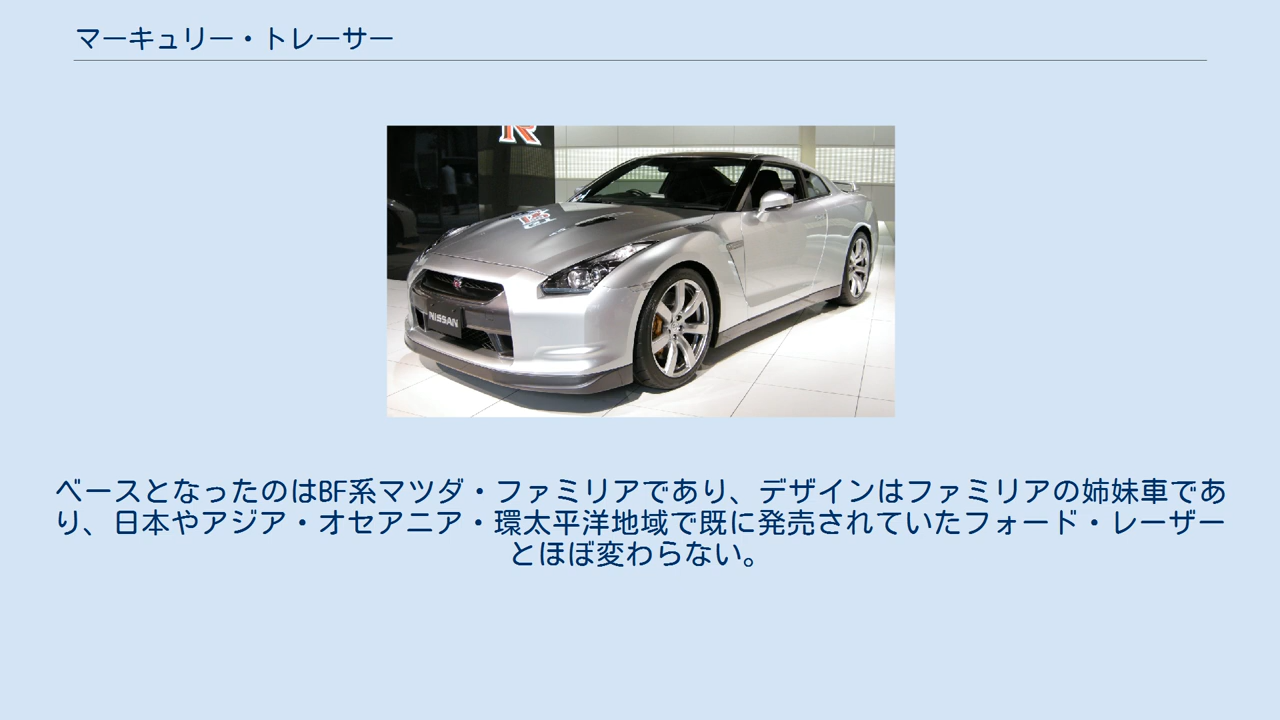 マーキュリー・トレーサー
R
NISSAN
ベースとなったのはBF系マツダ・ファミリアであり、デザインはファミリアの姉妹車であ
り、日本やアジア・オセアニア・環太平洋地域で既に発売されていたフォード・レーザー
とほぼ変わらない。